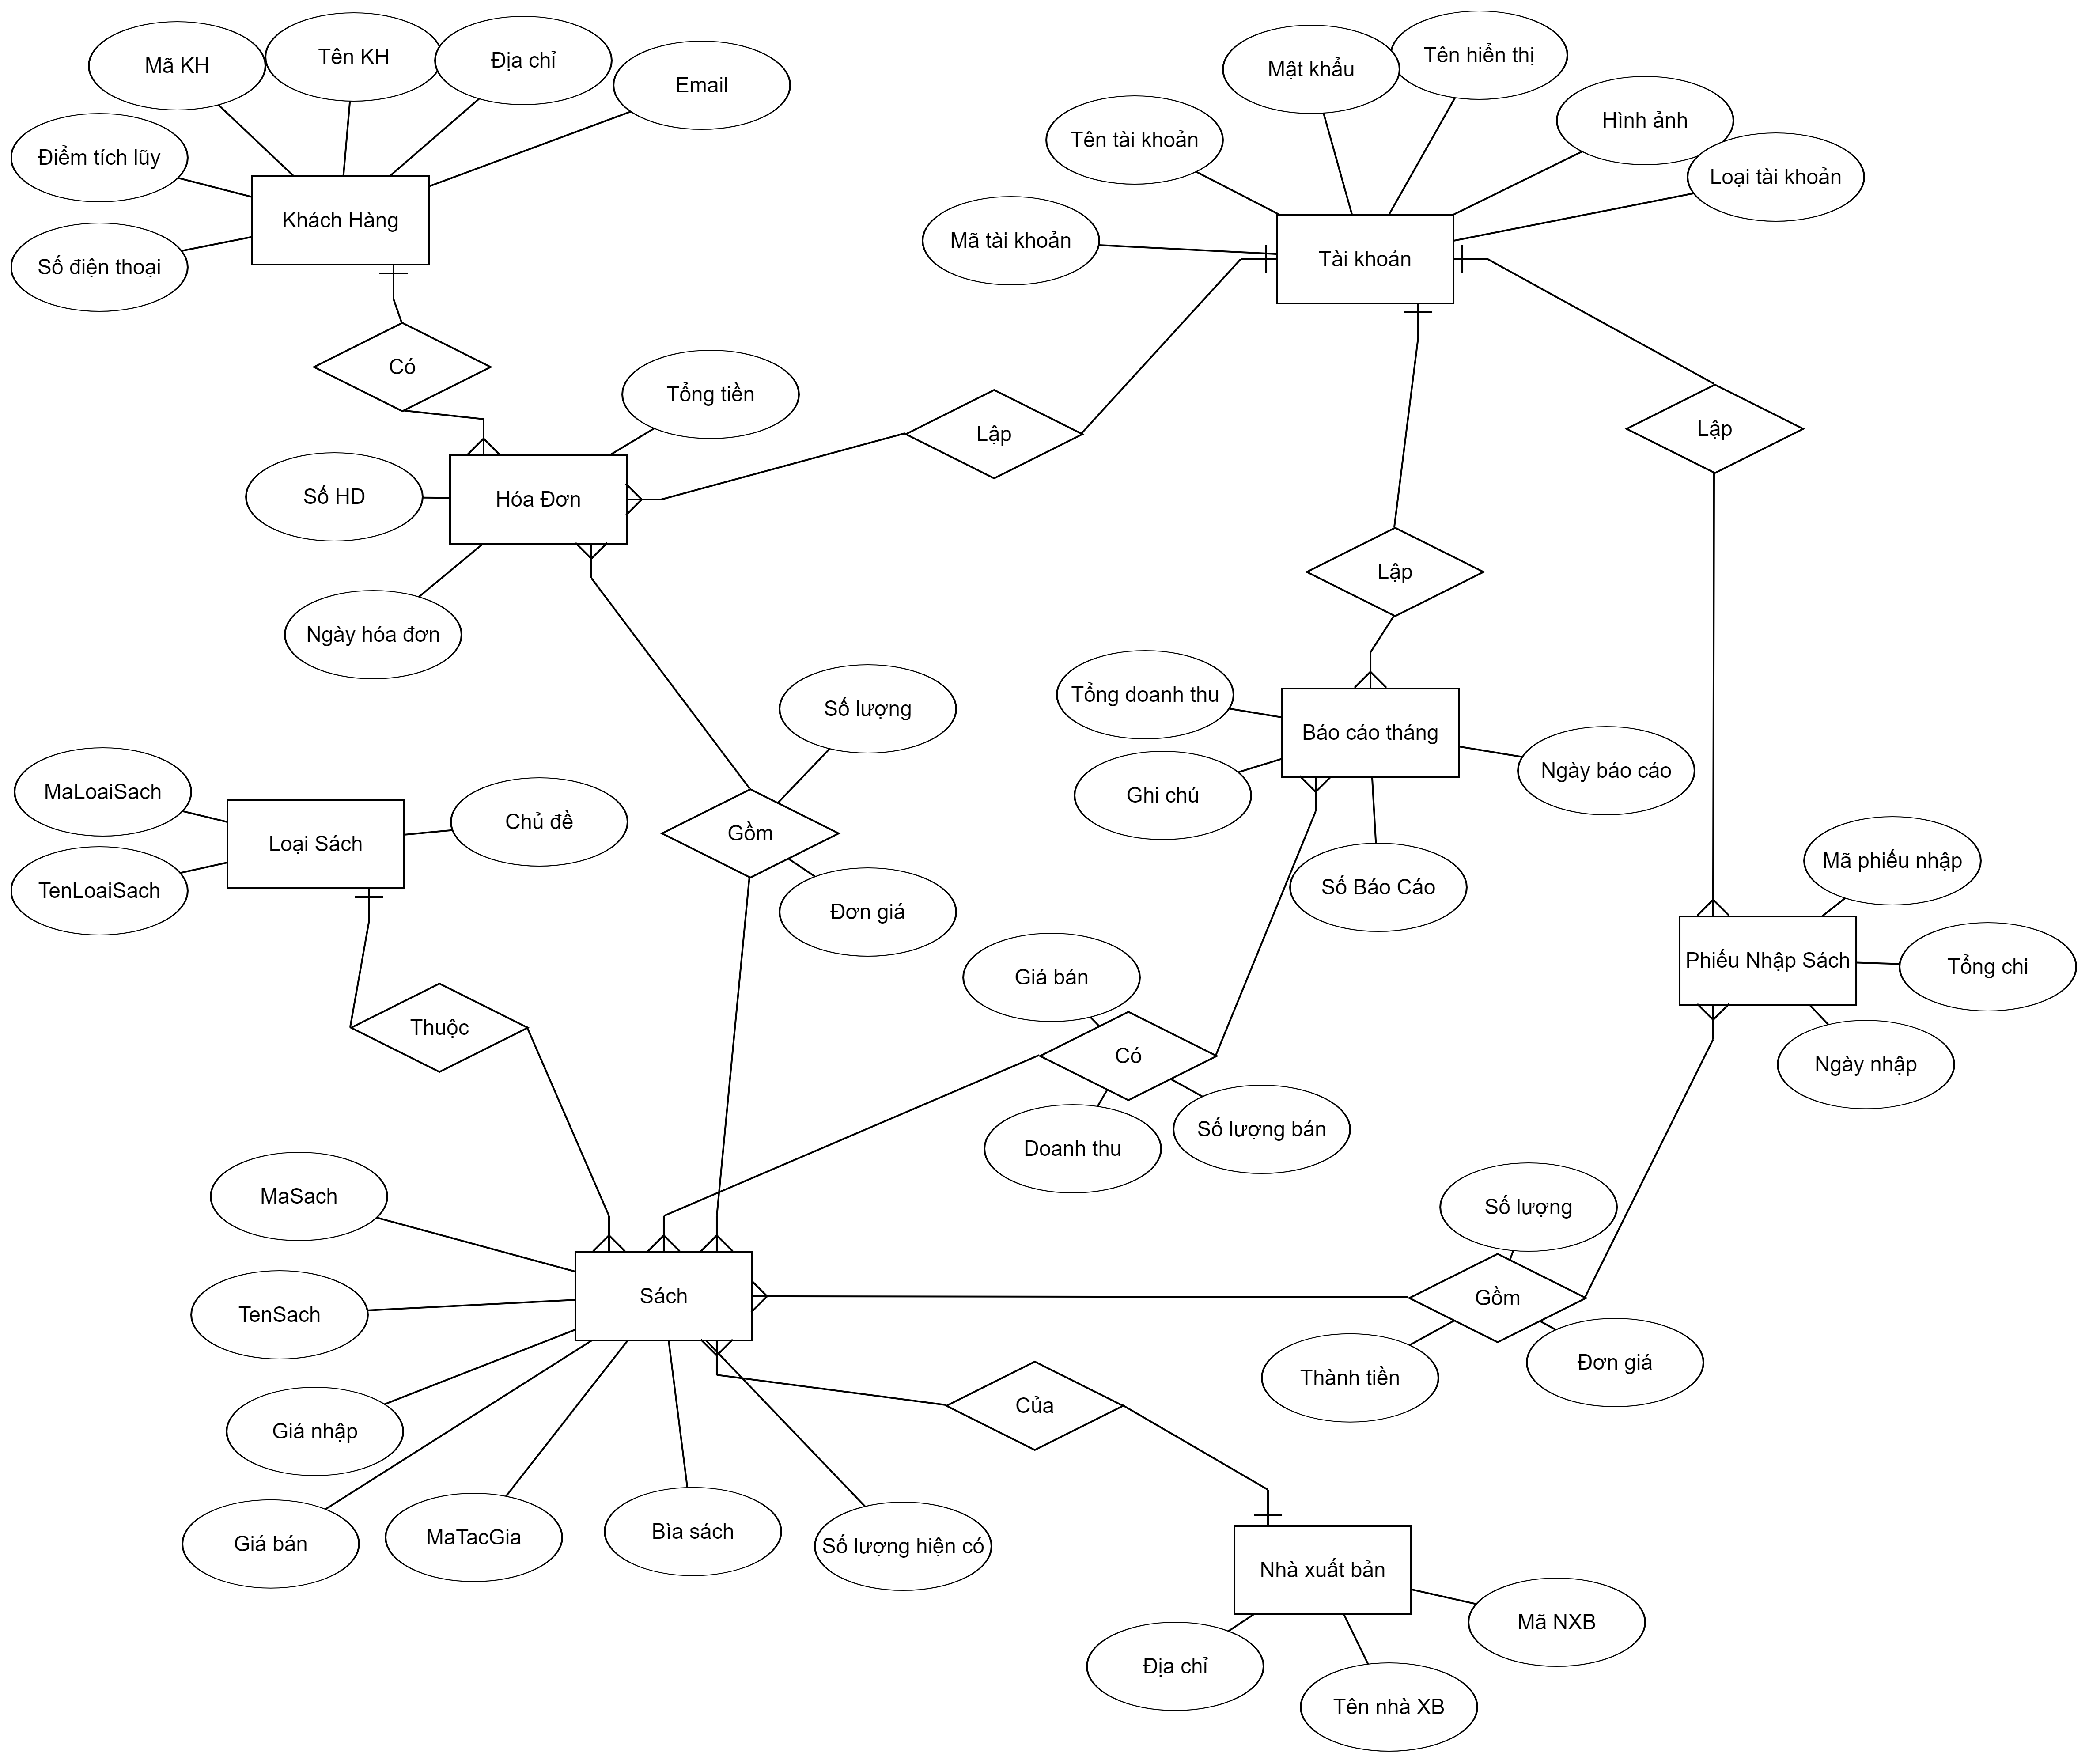 Tên KH
Địa chỉ
Mã KH
Email
Điểm tích lũy
Khách Hàng
Số điện thoại
Tên hiển thị
Mật khẩu
Hình ảnh
Tên tài khoản
Loại tài khoản
Mã tài khoản
Tài khoản
Có
Tổng tiền
Lập
Lập
Số HD
Hóa Đơn
Lập
Ngày hóa đơn
Số lượng
Tổng doanh thu
Báo cáo tháng
Ngày báo cáo
Ghi chú
MaLoaiSach
Chủ đề
Gồm
Loại Sách
TenLoaiSach
Số Báo Cáo
Mã phiếu nhập
Đơn giá
Phiếu Nhập Sách
Tổng chi
Giá bán
Thuộc
Có
Ngày nhập
Doanh thu
Số lượng bán
MaSach
Số lượng
Sách
Gồm
TenSach
Thành tiền
Đơn giá
Của
Giá nhập
Giá bán
MaTacGia
Bìa sách
Số lượng hiện có
Nhà xuất bản
Mã NXB
Địa chỉ
Tên nhà XB